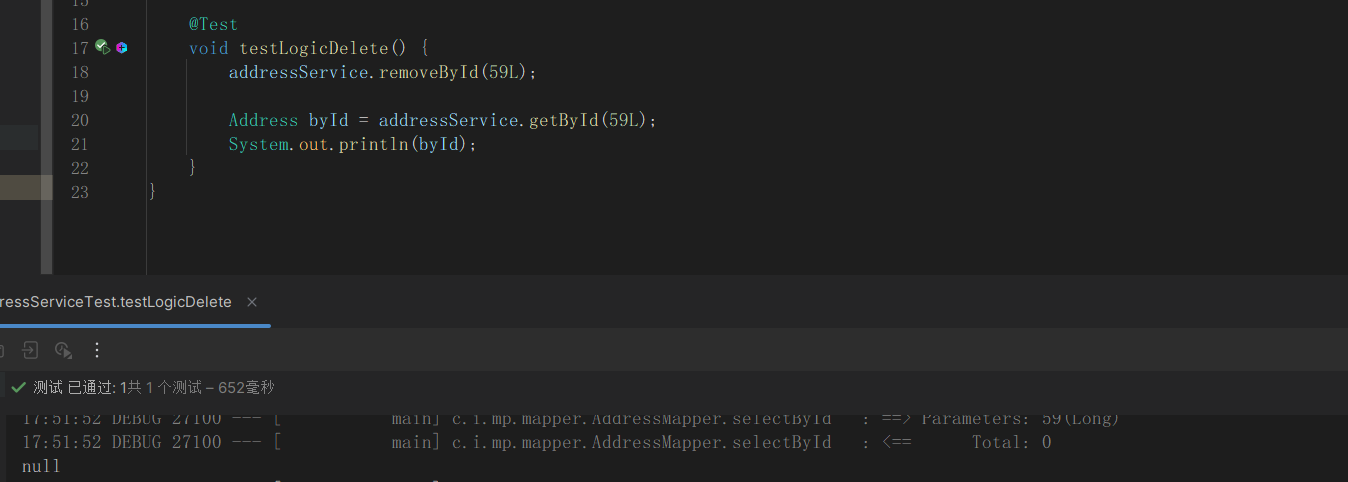 15
16 @Test
17 void testLogicDelete() {
18 addressService.removeById(59L);
19
20 Address byId = addressService.getById(59L);
21 System.out.println(byId);
22 }
23 }
ressServiceTest.testLogicDelete ×
测试 已通过: 1共 1 个测试 – 652毫秒
17:51:52 DEBUG 27100 --- [ main] c.i.mp.mapper.AddressMapper.selectById : ==> Parameters: 59(Long)
17:51:52 DEBUG 27100 --- [ main] c.i.mp.mapper.AddressMapper.selectById : <== Total: 0
null